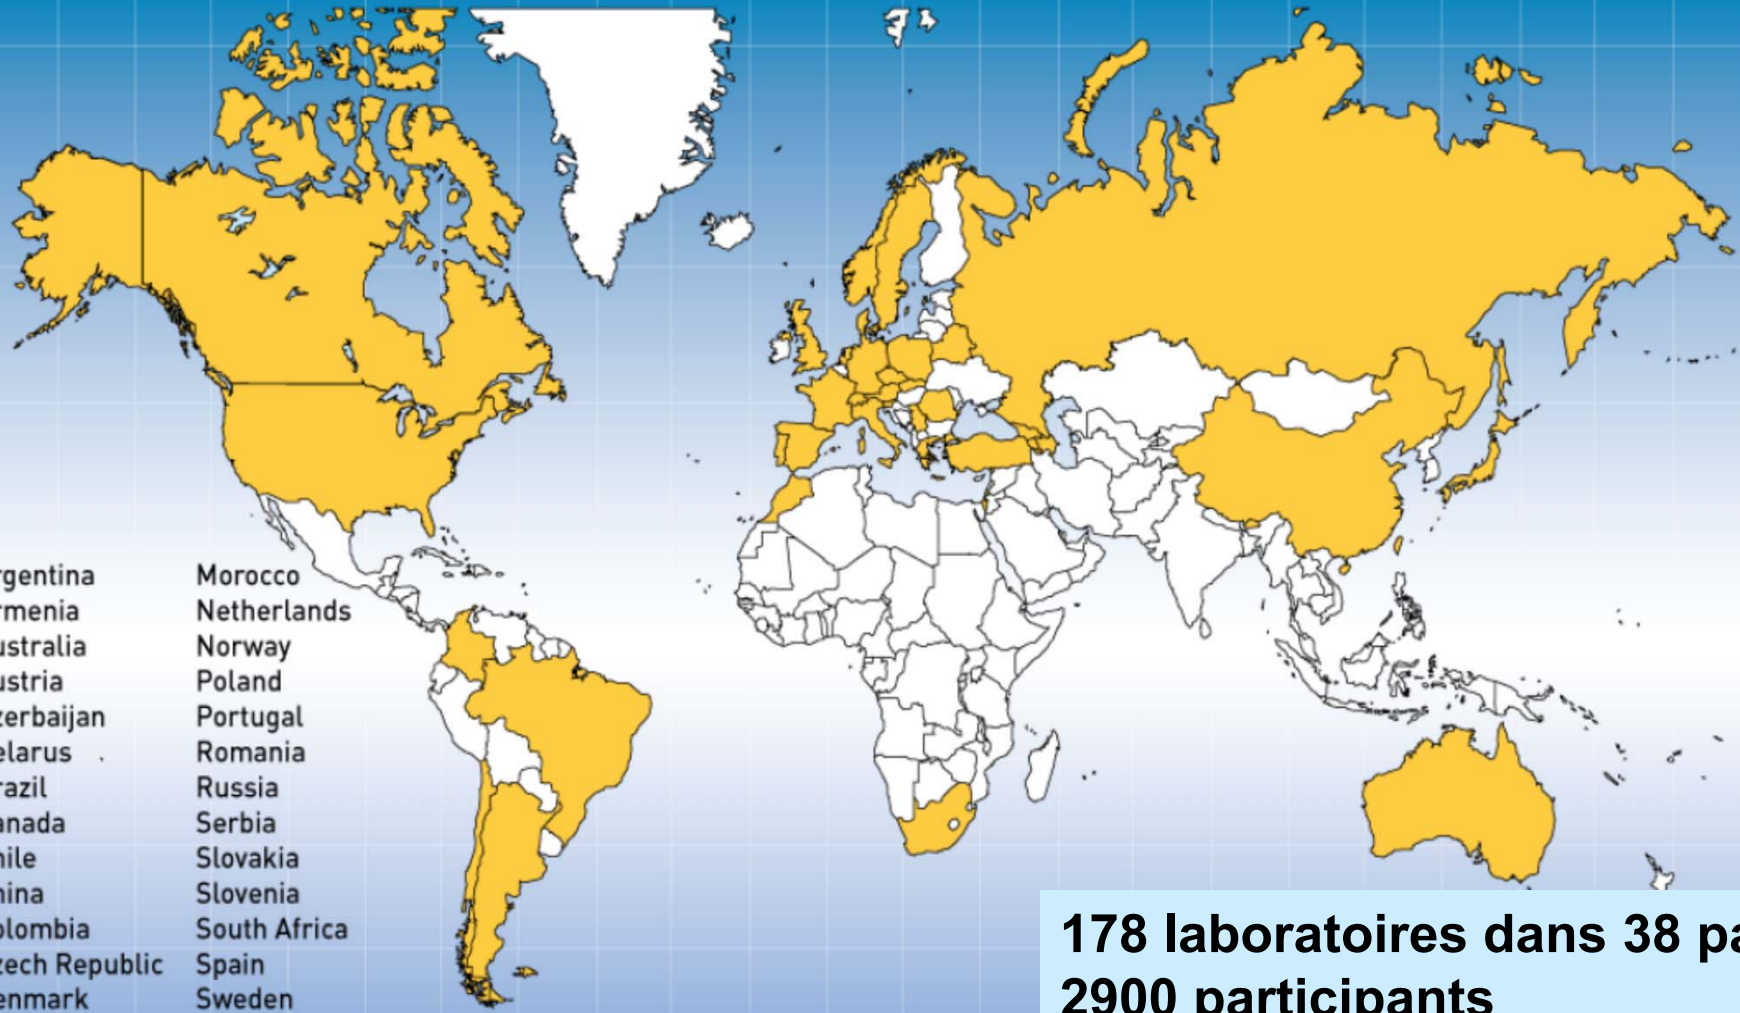 rgentina
rmenia
ustralia
ustria
zerbaijan
elarus
razil
anada
hile
hina
olombia
zech Republic
enmark
Morocco
Netherlands
Norway
Poland
Portugal
Romania
Russia
Serbia
Slovakia
Slovenia
South Africa
Spain
Sweden
178 laboratoires dans 38 pa
2900 participants